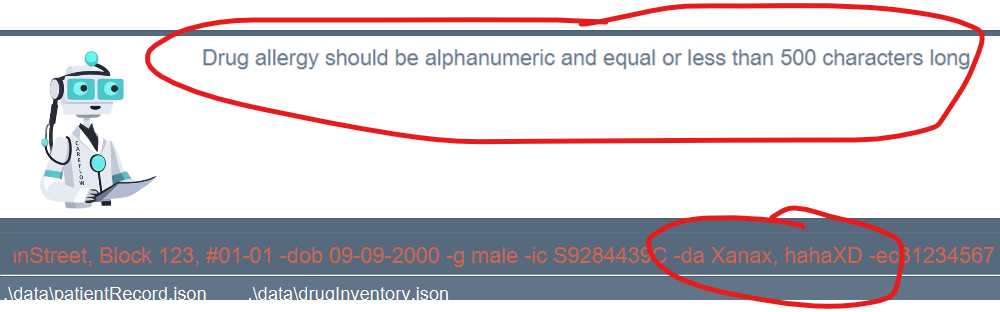 Drug allergy should be alphanumeric and equal or less than 500 characters long
CAREFLOW
nStreet, Block 123, #01-01 -dob 09-09-2000 -g male -ic S9284439C -da Xanax, hahaXD -ec81234567
.\data\patientRecord.json .\data\drugInventory.json